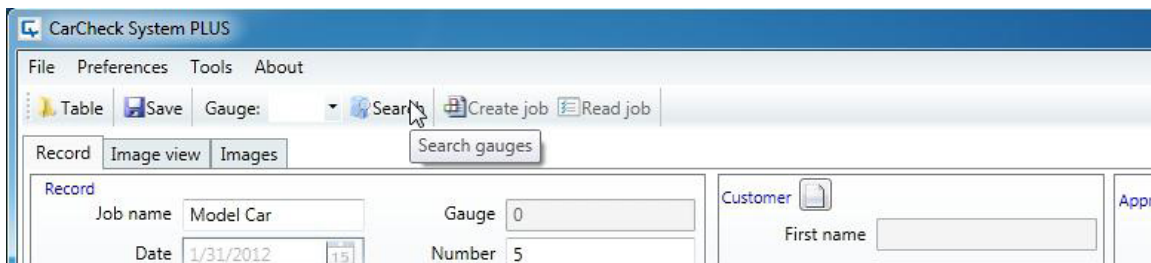 CarCheck System PLUS
File Preferences Tools About
Table Save Gauge: Search Create job Read job
Search gauges
Record Image view Images
Record
Customer
Job name Model Car Gauge 0
First name
Date 1/31/2012 15 Number 5